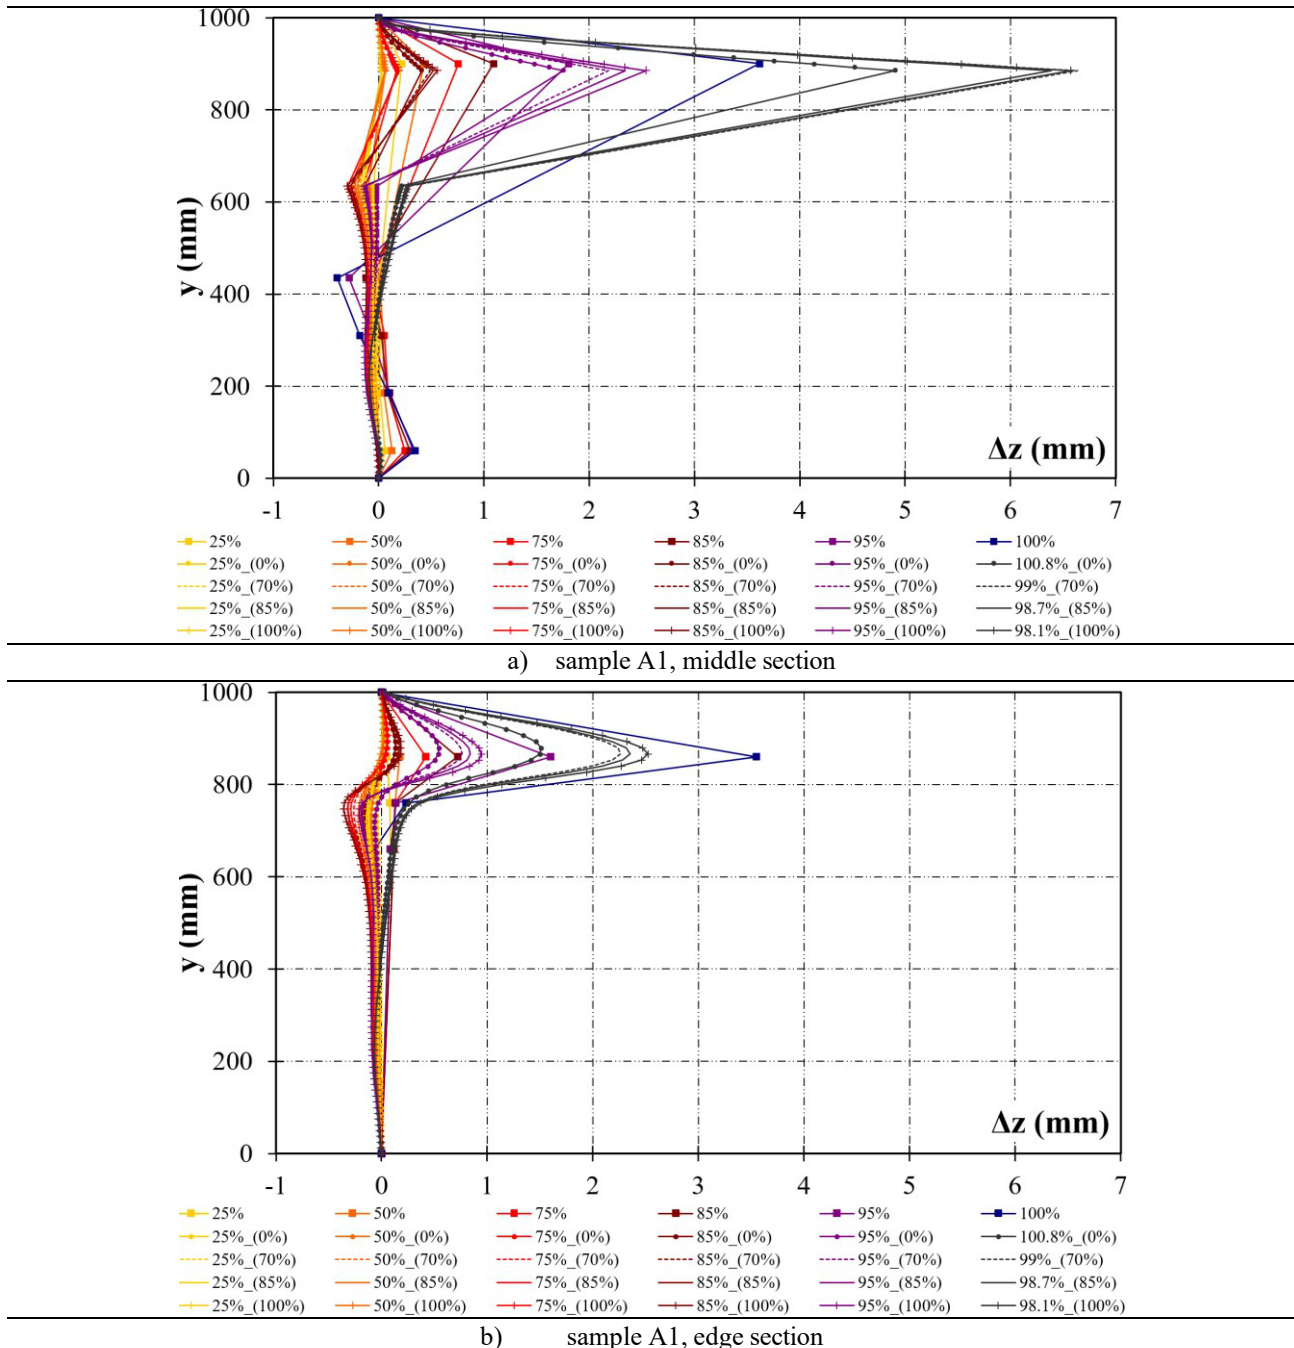 1000
800
600
400
200
0
y (mm)
Δz (mm)
-1 0 1 2 3 4 5 6 7
25% 50% 75% 85% 95% 100%
25%_(0%) 50%_(0%) 75%_(0%) 85%_(0%) 95%_(0%) 100.8%_(0%)
25%_(70%) 50%_(70%) 75%_(70%) 85%_(70%) 95%_(70%) 99%_(70%)
25%_(85%) 50%_(85%) 75%_(85%) 85%_(85%) 95%_(85%) 98.7%_(85%)
25%_(100%) 50%_(100%) 75%_(100%) 85%_(100%) 95%_(100%) 98.1%_(100%)
a) sample A1, middle section
1000
800
600
400
200
0
y (mm)
Δz (mm)
-1 0 1 2 3 4 5 6 7
25% 50% 75% 85% 95% 100%
25%_(0%) 50%_(0%) 75%_(0%) 85%_(0%) 95%_(0%) 100.8%_(0%)
25%_(70%) 50%_(70%) 75%_(70%) 85%_(70%) 95%_(70%) 99%_(70%)
25%_(85%) 50%_(85%) 75%_(85%) 85%_(85%) 95%_(85%) 98.7%_(85%)
25%_(100%) 50%_(100%) 75%_(100%) 85%_(100%) 95%_(100%) 98.1%_(100%)
b) sample A1, edge section